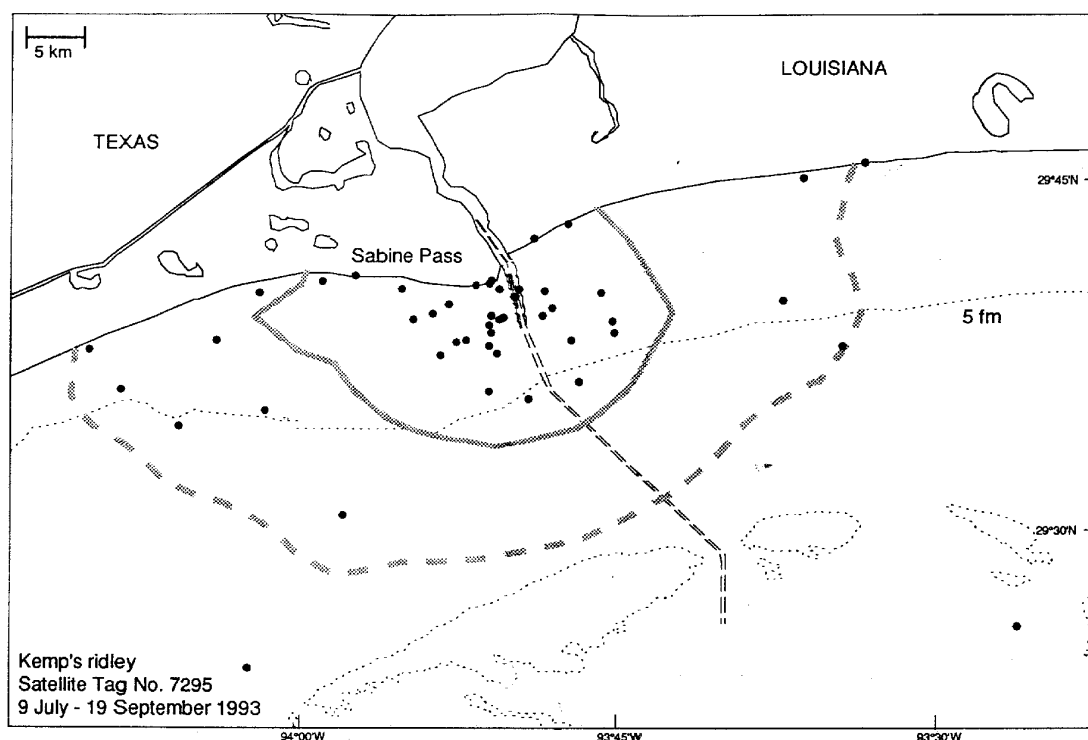 5 km
LOUISIANA
TEXAS
29°45'N
Sabine Pass
5 fm
29°30'N
Kemp's ridley
Satellite Tag No. 7295
9 July - 19 September 1993
94°00'W
93°45'W
93°30'W